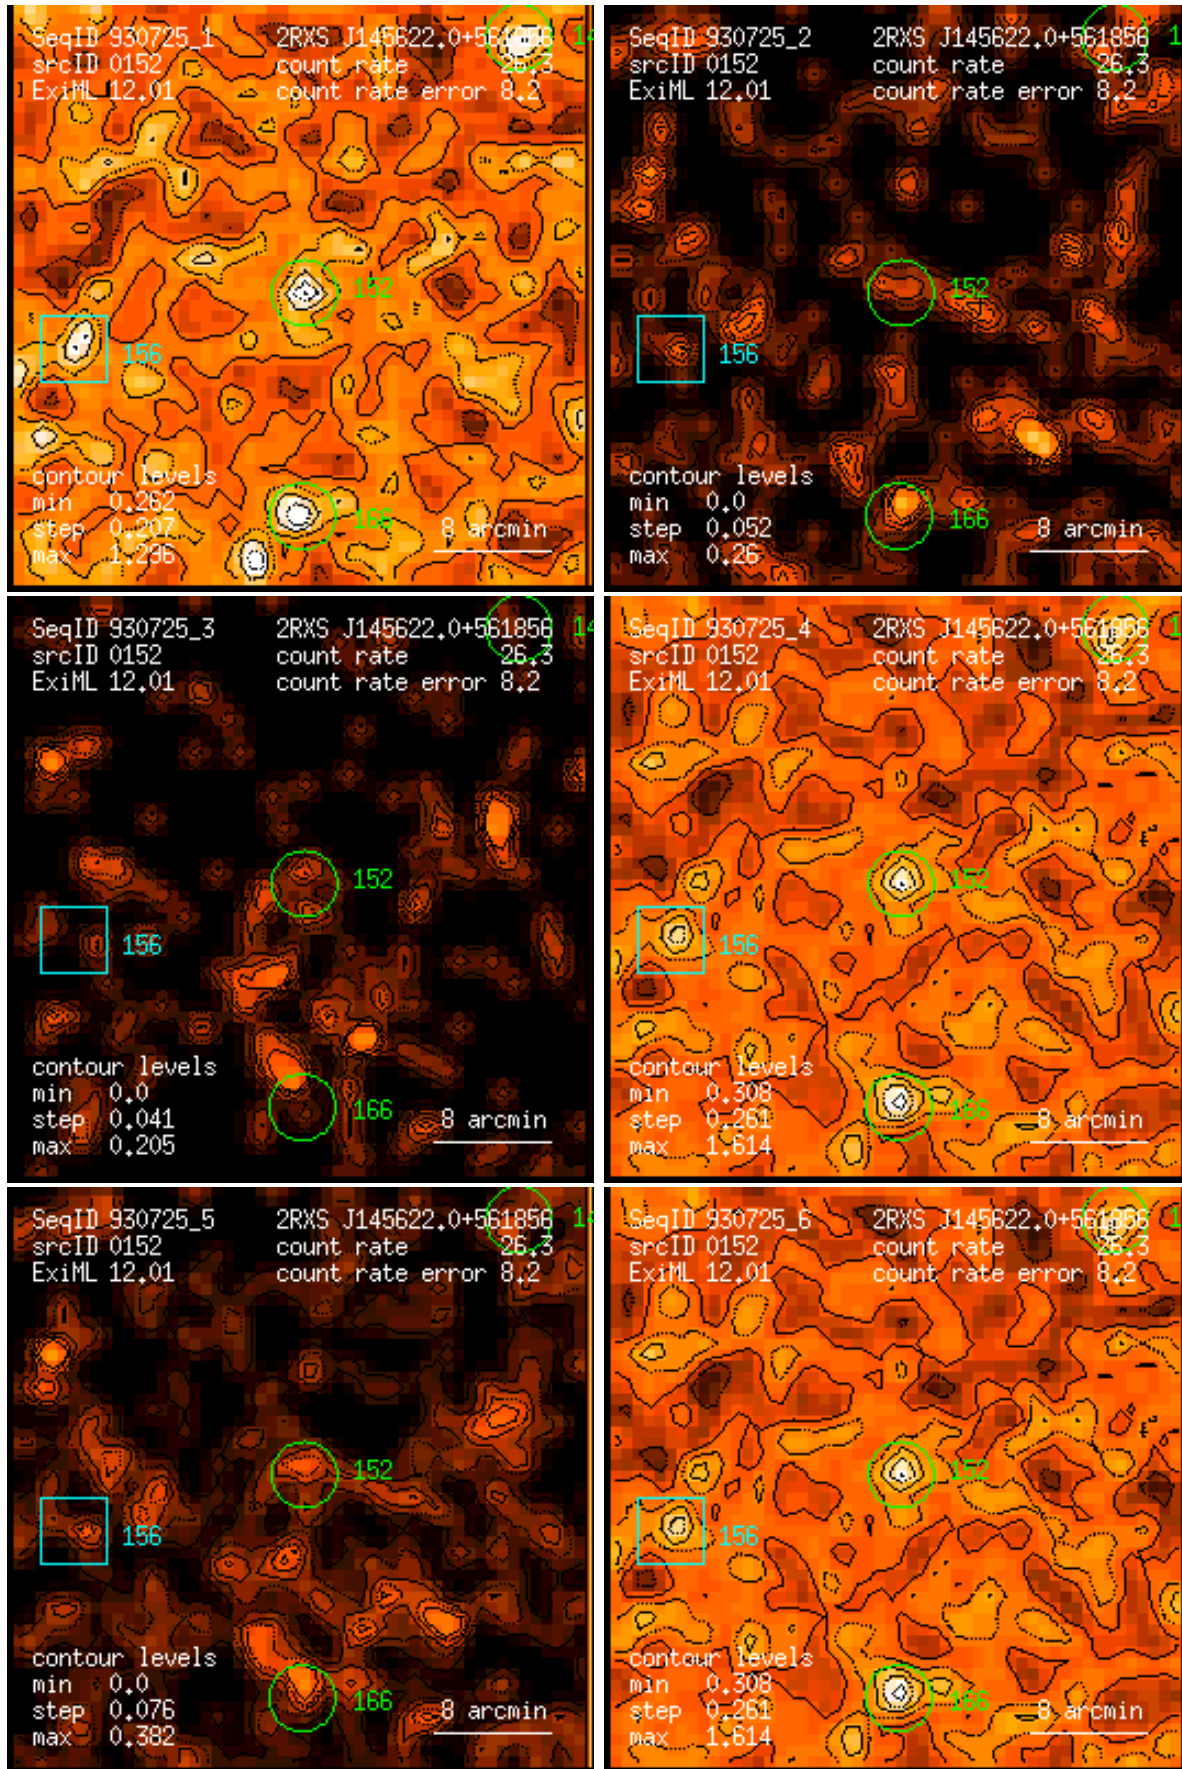 SeqID 930725_1 2RXS J145622.0+561856 14
srcID 0152 count rate 26.3
ExiML 12.01 count rate error 8.2
152
156
contour levels
min 0.262
step 0.207 166 8 arcmin
max 1.296
SeqID 930725_2 2RXS J145622.0+561856 1
srcID 0152 count rate 26.3
ExiML 12.01 count rate error 8.2
152
156
contour levels
min 0.0
step 0.052 166 8 arcmin
max 0.26
SeqID 930725_3 2RXS J145622.0+561856 14
srcID 0152 count rate 26.3
ExiML 12.01 count rate error 8.2
152
156
contour levels
min 0.0
step 0.041 166 8 arcmin
max 0.205
SeqID 930725_4 2RXS J145622.0+561856 1
srcID 0152 count rate 26.3
ExiML 12.01 count rate error 8.2
152
156
contour levels
min 0.308
step 0.261 166 8 arcmin
max 1.614
SeqID 930725_5 2RXS J145622.0+561856 14
srcID 0152 count rate 26.3
ExiML 12.01 count rate error 8.2
152
156
contour levels
min 0.0
step 0.076 166 8 arcmin
max 0.382
SeqID 930725_6 2RXS J145622.0+561856 1
srcID 0152 count rate 26.3
ExiML 12.01 count rate error 8.2
152
156
contour levels
min 0.308
step 0.261 166 8 arcmin
max 1.614